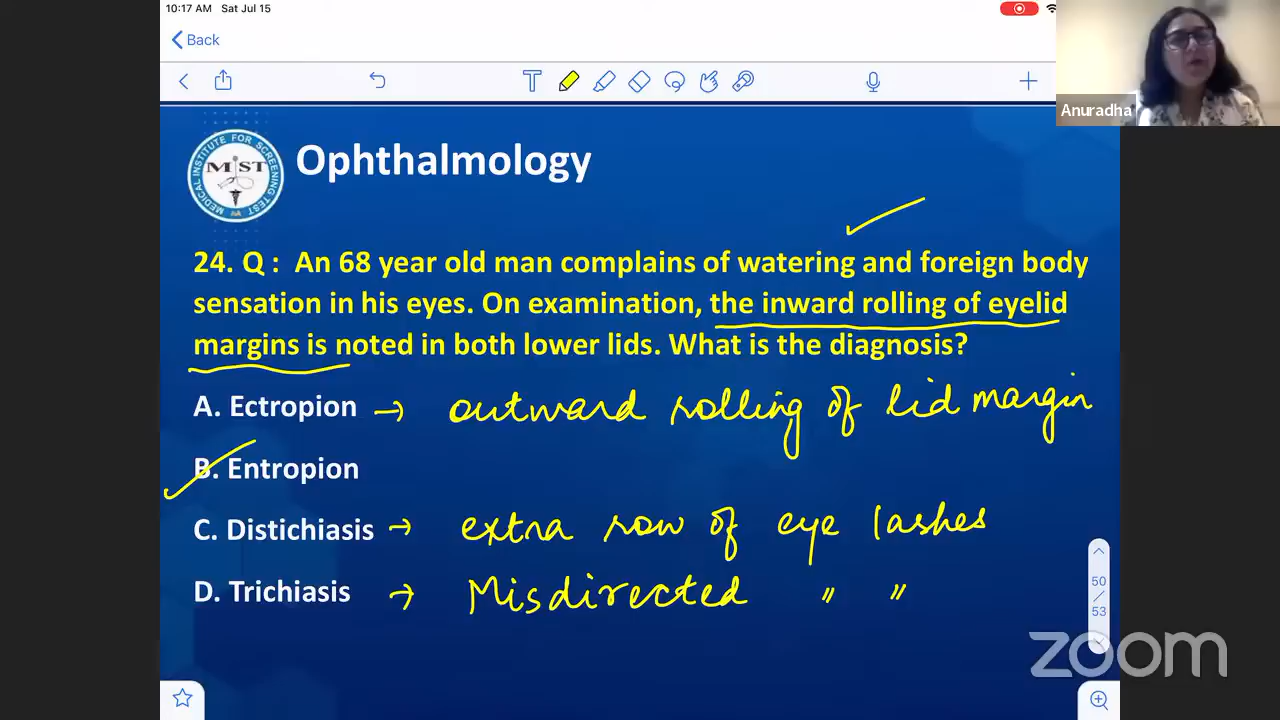 10:17 AM Sat Jul 15
Back
Anuradha
MEDICAL INSTITUTE FOR SCREENING TEST
MIST
Ophthalmology
24. Q : An 68 year old man complains of watering and foreign body
sensation in his eyes. On examination, the inward rolling of eyelid
margins is noted in both lower lids. What is the diagnosis?
A. Ectropion → outward rolling of lid margin
B. Entropion
C. Distichiasis → extra row of eye lashes
D. Trichiasis → Misdirected " "
50
/
53
zoom